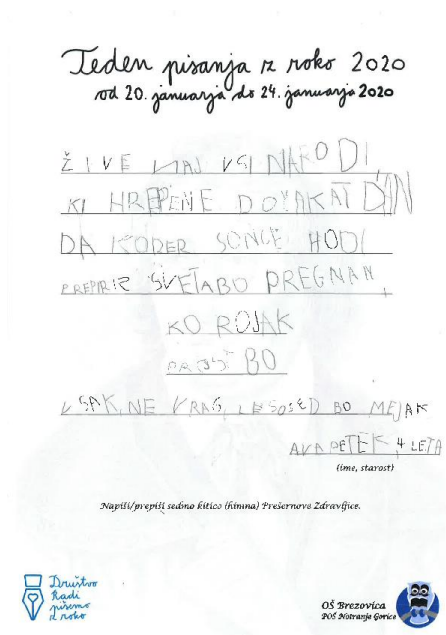 Teden pisanja z roko 2020
od 20. januarja do 24. januarja 2020
ŽIVE NAJ VSI NARODI,
KI HREPENE DOČAKAT DAN
DA KODER SONCE HODI
PREPIR IZ SVETA BO PREGNAN,
KO ROJAK
PROST BO
VSAK, NE VRAG, LE SOSED BO MEJAK
AVA PETEK, 4 LETA
(ime, starost)
Napiši/prepiši sedmo kitico (himna) Prešernove Zdravljice.
Društvo
Radi
pišemo
z roko
OŠ Brezovica
POŠ Notranje Gorice